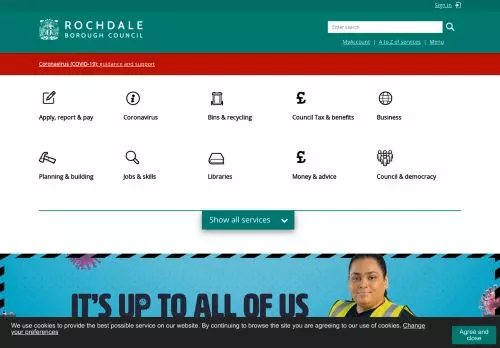 Sign in
ROCHDALE
BOROUGH COUNCIL
Enter search
MyAccount | A to Z of services | Menu
Coronavirus (COVID-19): guidance and support
Apply, report & pay
Coronavirus
Bins & recycling
Council Tax & benefits
Business
Planning & building
Jobs & skills
Libraries
Money & advice
Council & democracy
Show all services
IT'S UP TO ALL OF US
We use cookies to provide the best possible service on our website. By continuing to browse the site you are agreeing to our use of cookies. Change
your preferences
Agree and
close